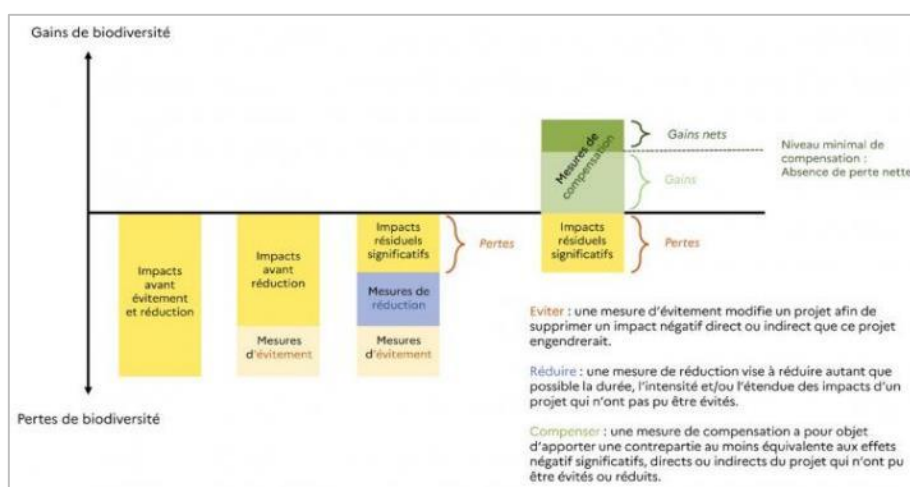 Gains de biodiversité
Mesures de
compensation
Gains nets
Niveau minimal de
compensation :
Absence de perte nette
Gains
Impacts
avant
évitement
et réduction
Impacts
avant
réduction
Mesures
d'évitement
Impacts
résiduels
significatifs
Pertes
Mesures de
réduction
Mesures
d'évitement
Impacts
résiduels
significatifs
Pertes
Pertes de biodiversité
Eviter : une mesure d'évitement modifie un projet afin de
supprimer un impact négatif direct ou indirect que ce projet
engendrerait.
Réduire : une mesure de réduction vise à réduire autant que
possible la durée, l'intensité et/ou l'étendue des impacts d'un
projet qui n'ont pas pu être évités.
Compenser : une mesure de compensation a pour objet
d'apporter une contrepartie au moins équivalente aux effets
négatif significatifs, directs ou indirects du projet qui n'ont pu
être évités ou réduits.